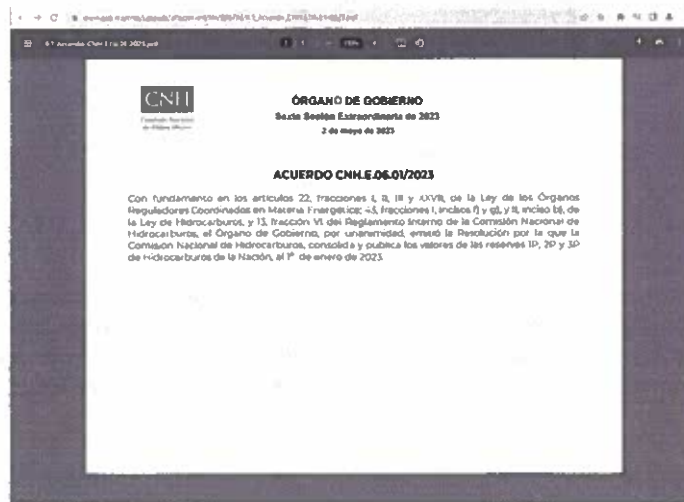 CNH
Comisión Nacional
de Hidrocarburos
ÓRGANO DE GOBIERNO
Sexta Sesión Extraordinaria de 2023
2 de mayo de 2023
ACUERDO CNH.E.06.01/2023
Con fundamento en los artículos 22, fracciones I, II, III y XXVII, de la Ley de los Órganos
Reguladores Coordinados en Materia Energética; 43, fracciones I, incisos f) y g), y II, inciso b), de
la Ley de Hidrocarburos, y 13, fracción VI del Reglamento Interno de la Comisión Nacional de
Hidrocarburos, el Órgano de Gobierno, por unanimidad, emitió la Resolución por la que la
Comisión Nacional de Hidrocarburos, consolida y publica los valores de las reservas 1P, 2P y 3P
de Hidrocarburos de la Nación, al 1° de enero de 2023.